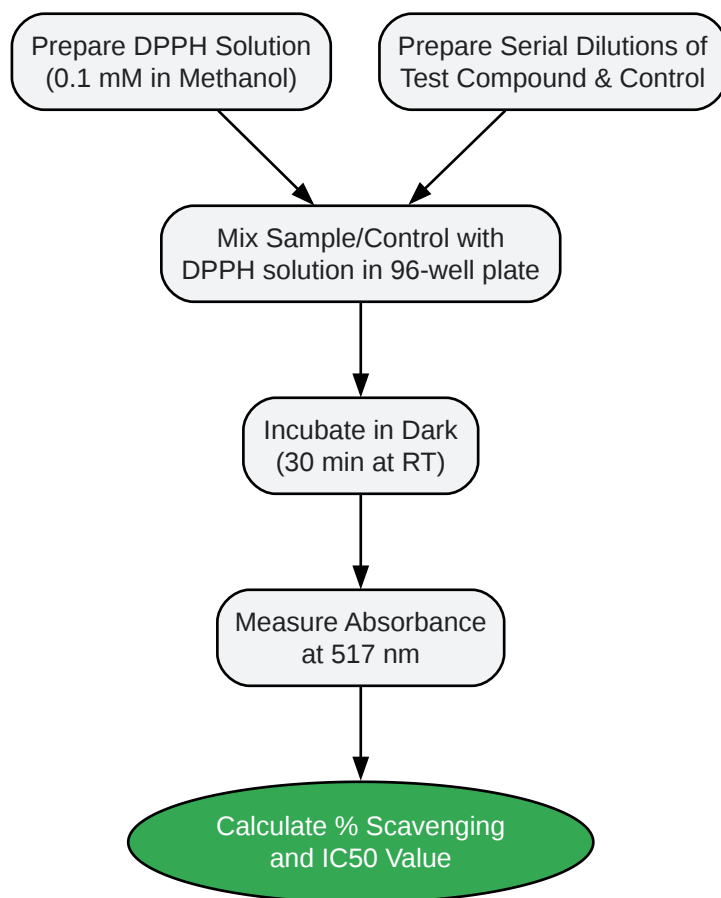 Prepare DPPH Solution
(0.1 mM in Methanol)
Prepare Serial Dilutions of
Test Compound & Control
Mix Sample/Control with
DPPH solution in 96-well plate
Incubate in Dark
(30 min at RT)
Measure Absorbance
at 517 nm
Calculate % Scavenging
and IC50 Value